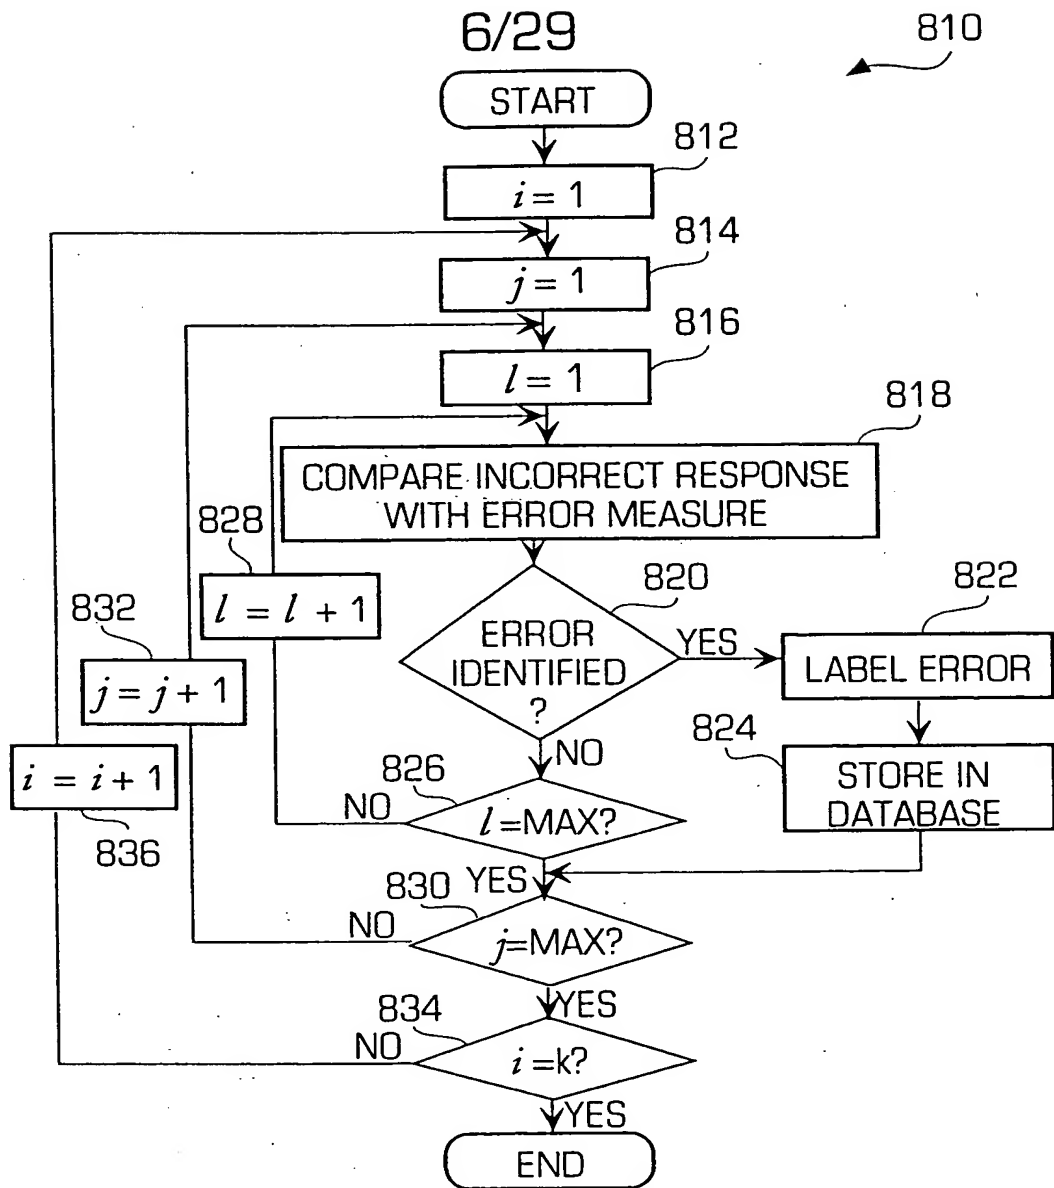 6/29
810
START
812
i = 1
814
j = 1
816
l = 1
818
COMPARE INCORRECT RESPONSE
WITH ERROR MEASURE
828
l = l + 1
820
822
832
ERROR
IDENTIFIED
?
YES
LABEL ERROR
j = j + 1
824
NO
STORE IN
DATABASE
i = i + 1
836
826
NO
l =MAX?
YES
830
NO
j=MAX?
YES
834
NO
i =k?
YES
END